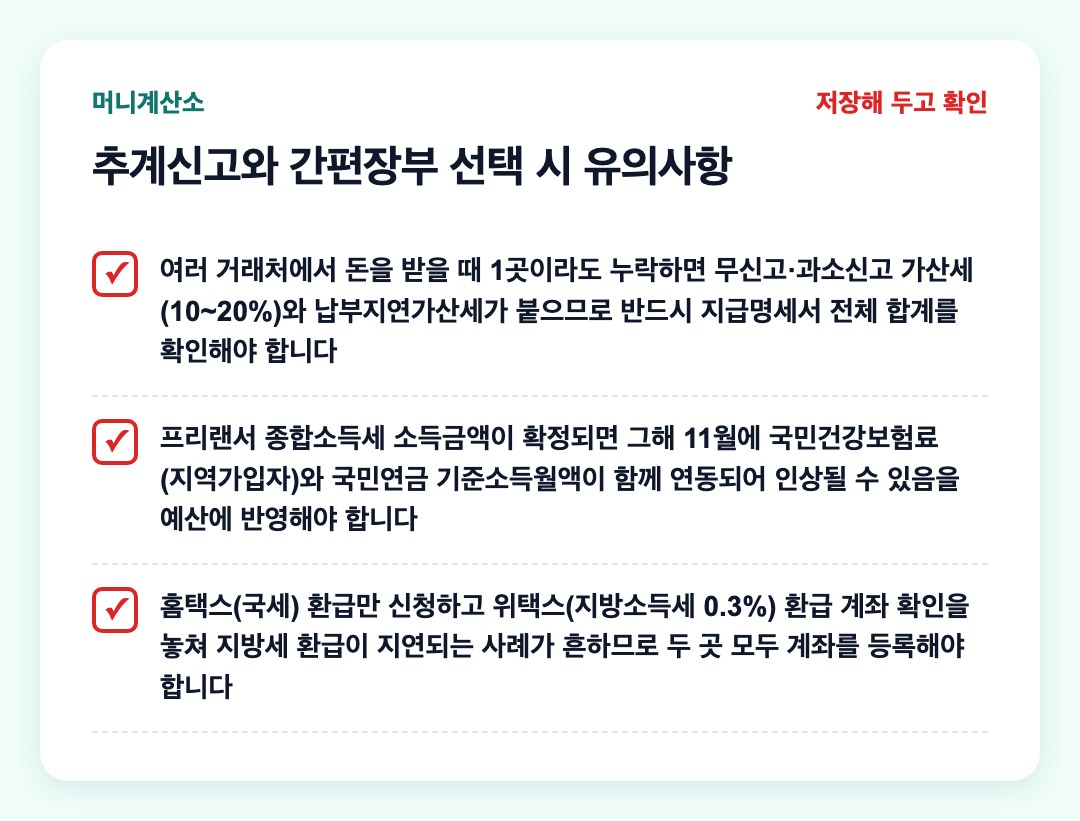 머니계산소
저장해 두고 확인
추계신고와 간편장부 선택 시 유의사항
여러 거래처에서 돈을 받을 때 1곳이라도 누락하면 무신고·과소신고 가산세
(10~20%)와 납부지연가산세가 붙으므로 반드시 지급명세서 전체 합계를
확인해야 합니다
프리랜서 종합소득세 소득금액이 확정되면 그해 11월에 국민건강보험료
(지역가입자)와 국민연금 기준소득월액이 함께 연동되어 인상될 수 있음을
예산에 반영해야 합니다
홈택스(국세) 환급만 신청하고 위택스(지방소득세 0.3%) 환급 계좌 확인을
놓쳐 지방세 환급이 지연되는 사례가 흔하므로 두 곳 모두 계좌를 등록해야
합니다